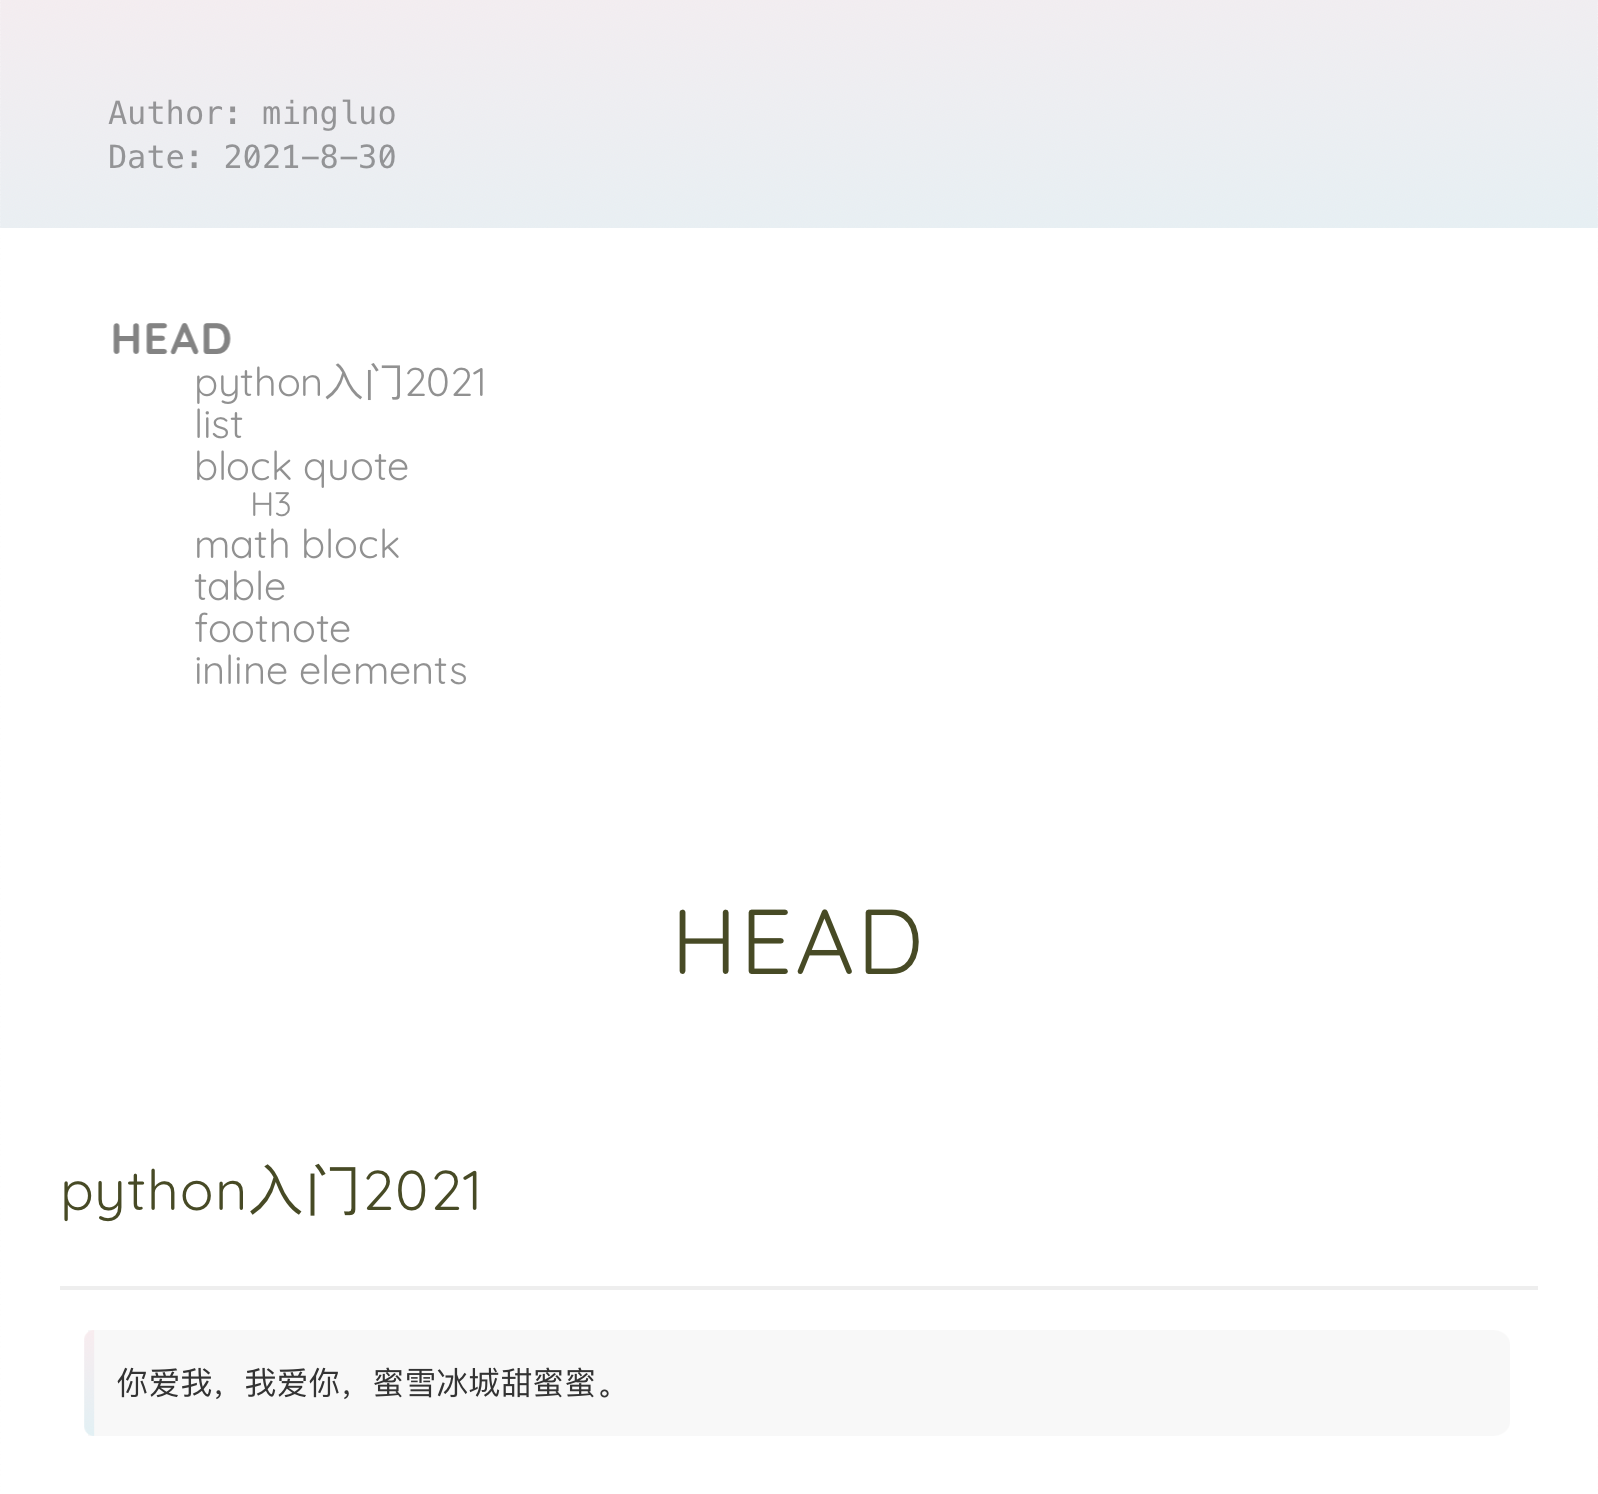 Author: mingluo
Date: 2021-8-30
HEAD
python入门2021
list
block quote
H3
math block
table
footnote
inline elements
HEAD
python入门2021
你爱我，我爱你，蜜雪冰城甜蜜蜜。